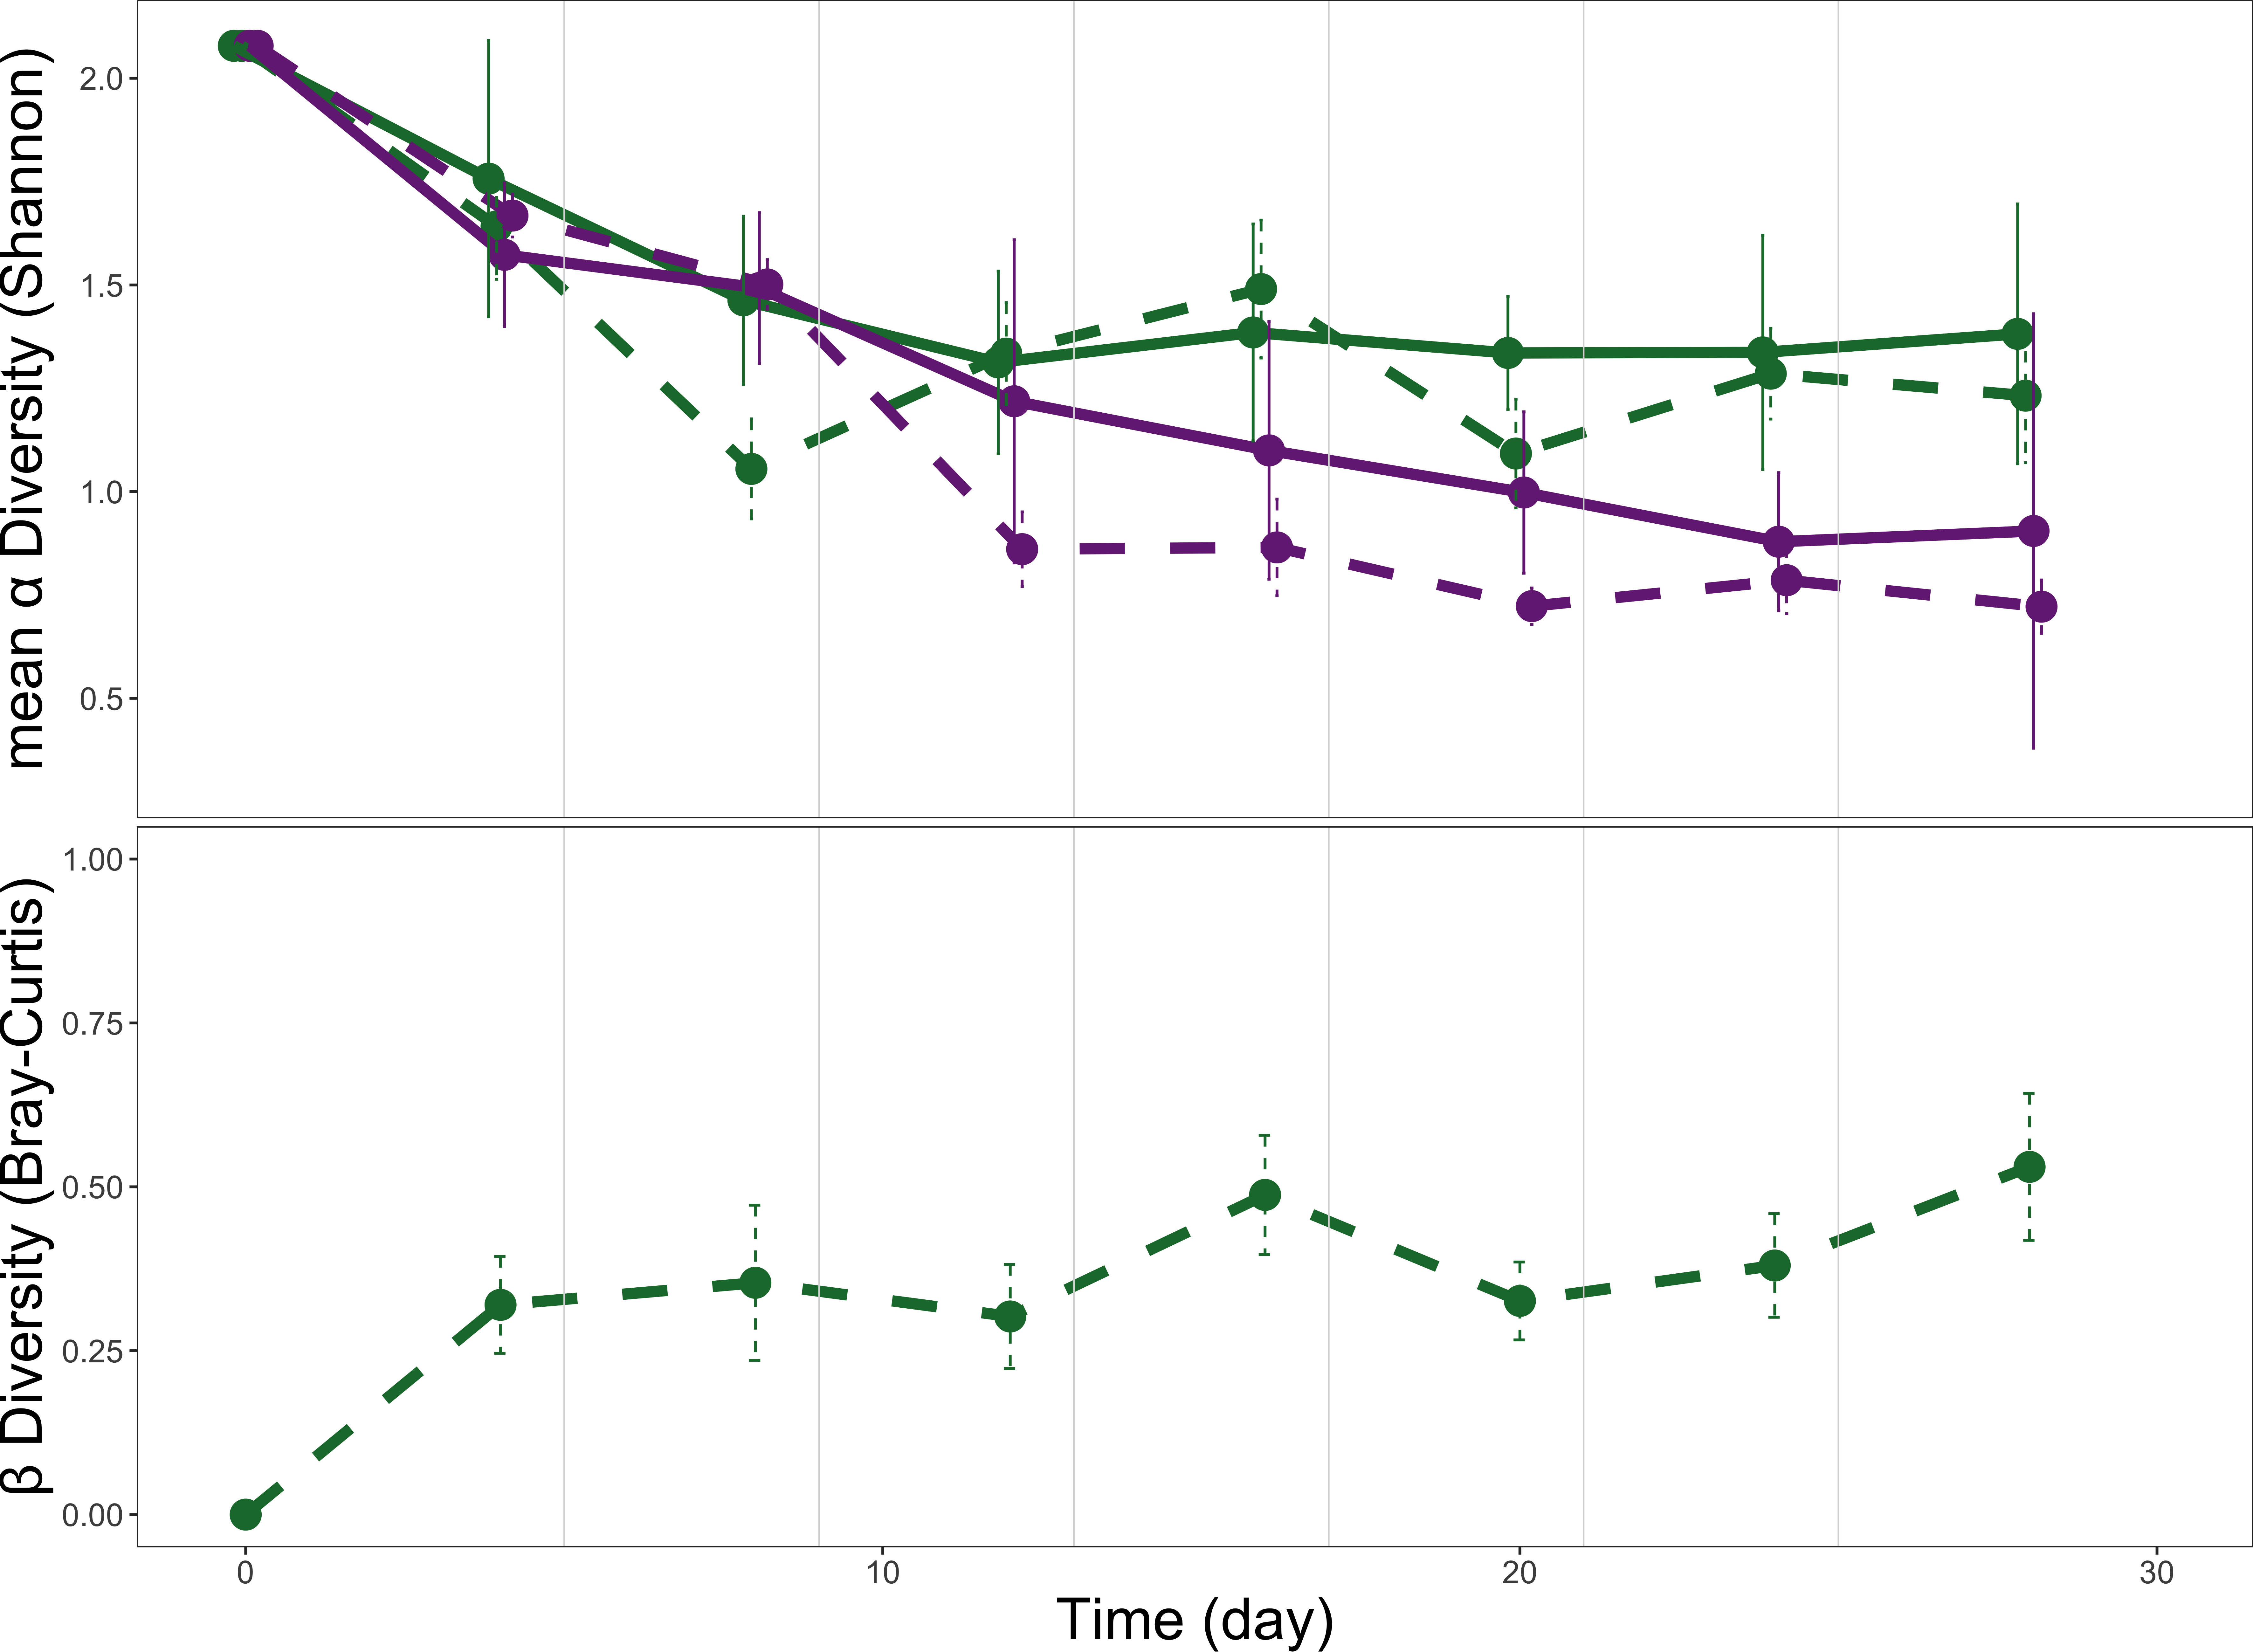 mean α Diversity (Shannon)
2.0
1.5
1.0
0.5
β Diversity (Bray-Curtis)
1.00
0.75
0.50
0.25
0.00
0 10 20 30
Time (day)